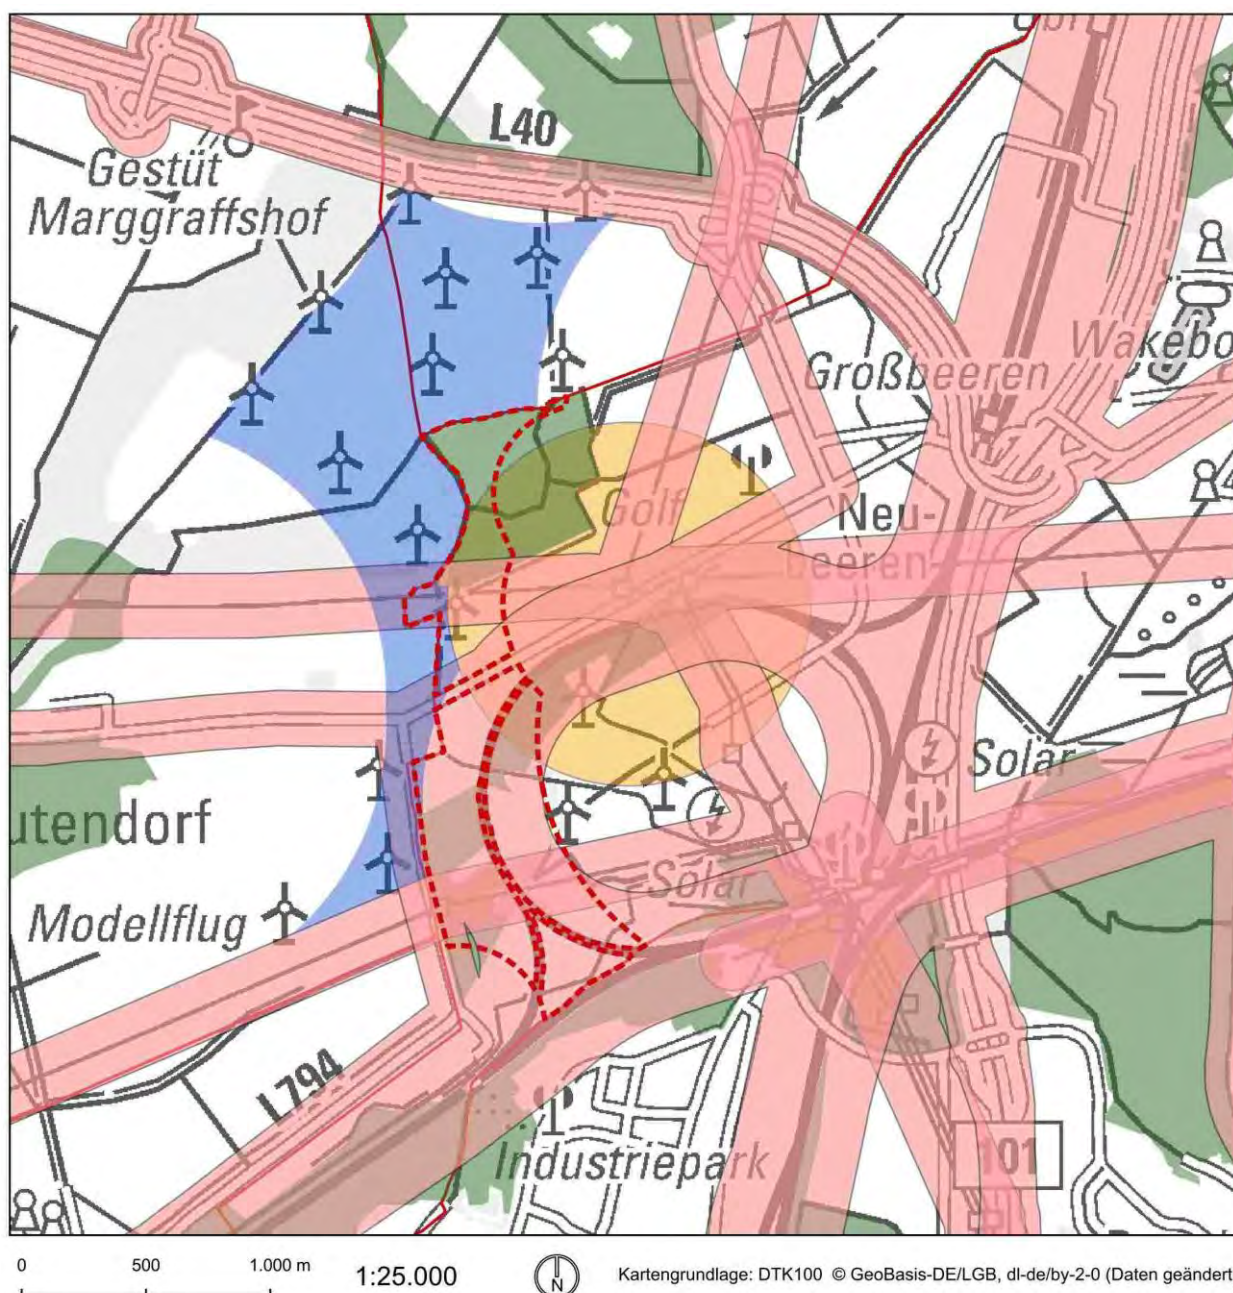 L40
Gestüt
Marggraffshof
Großbeeren
Wakebo
Golf
Neu-
beeren
Solar
utendorf
Solar
Modellflug
L794
Industriepark
101
0 500 1.000 m
1:25.000
N
Kartengrundlage: DTK100 © GeoBasis-DE/LGB, dl-de/by-2-0 (Daten geändert